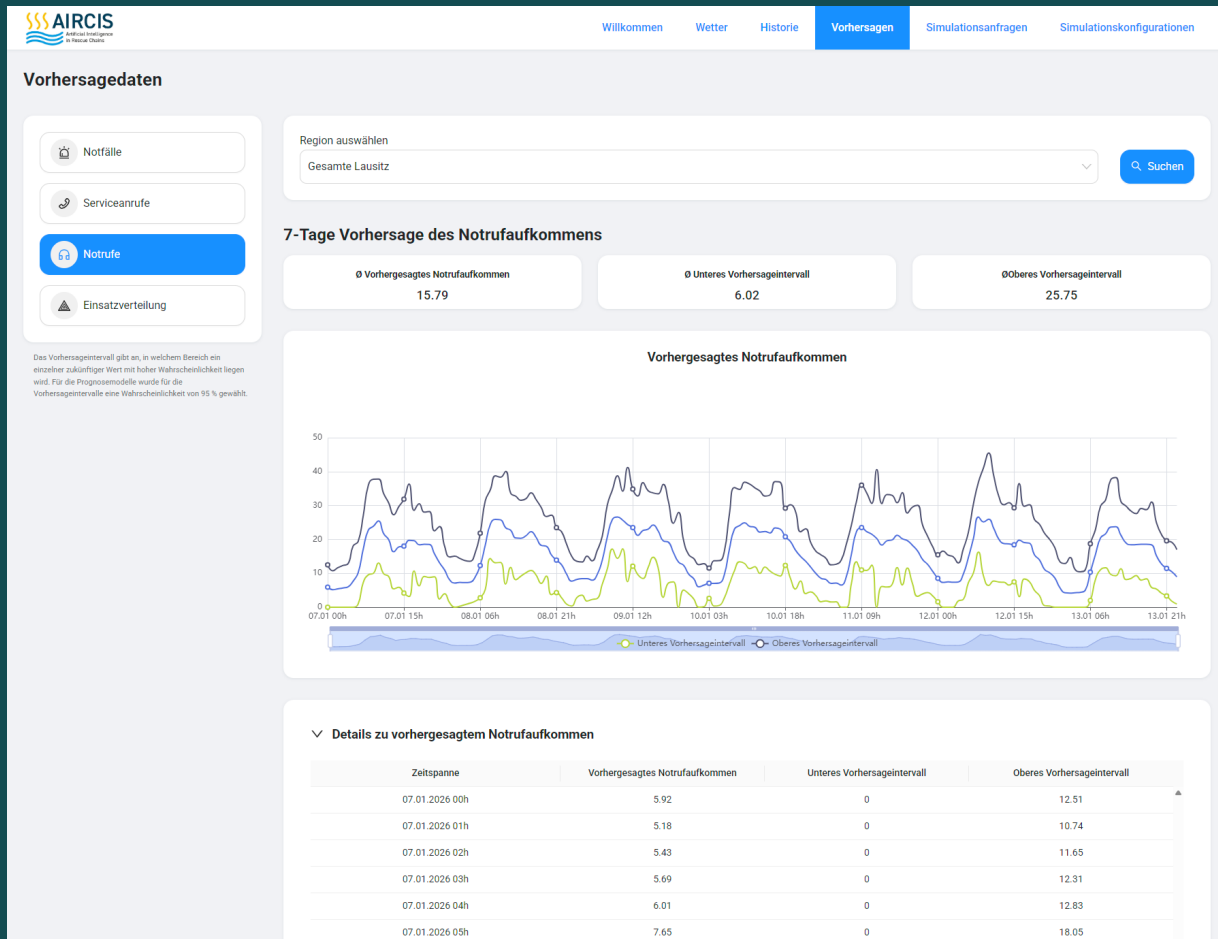 AIRCIS
Artificial Intelligence
in Rescue Chains
Willkommen
Wetter
Historie
Vorhersagen
Simulationsanfragen
Simulationskonfigurationen
Vorhersagedaten
Notfälle
Serviceanrufe
Notrufe
Einsatzverteilung
Das Vorhersageintervall gibt an, in welchem Bereich ein
einzelner zukünftiger Wert mit hoher Wahrscheinlichkeit liegen
wird. Für die Prognosemodelle wurde für die
Vorhersageintervalle eine Wahrscheinlichkeit von 95 % gewählt.
Region auswählen
Gesamte Lausitz
Suchen
7-Tage Vorhersage des Notrufaufkommens
Ø Vorhergesagtes Notrufaufkommen
15.79
Ø Unteres Vorhersageintervall
6.02
ØOberes Vorhersageintervall
25.75
Vorhergesagtes Notrufaufkommen
50
40
30
20
10
0
07.01 00h 07.01 15h 08.01 06h 08.01 21h 09.01 12h 10.01 03h 10.01 18h 11.01 09h 12.01 00h 12.01 15h 13.01 06h 13.01 21h
Unteres Vorhersageintervall Oberes Vorhersageintervall
Details zu vorhergesagtem Notrufaufkommen
Zeitspanne Vorhergesagtes Notrufaufkommen Unteres Vorhersageintervall Oberes Vorhersageintervall
07.01.2026 00h 5.92 0 12.51
07.01.2026 01h 5.18 0 10.74
07.01.2026 02h 5.43 0 11.65
07.01.2026 03h 5.69 0 12.31
07.01.2026 04h 6.01 0 12.83
07.01.2026 05h 7.65 0 18.05